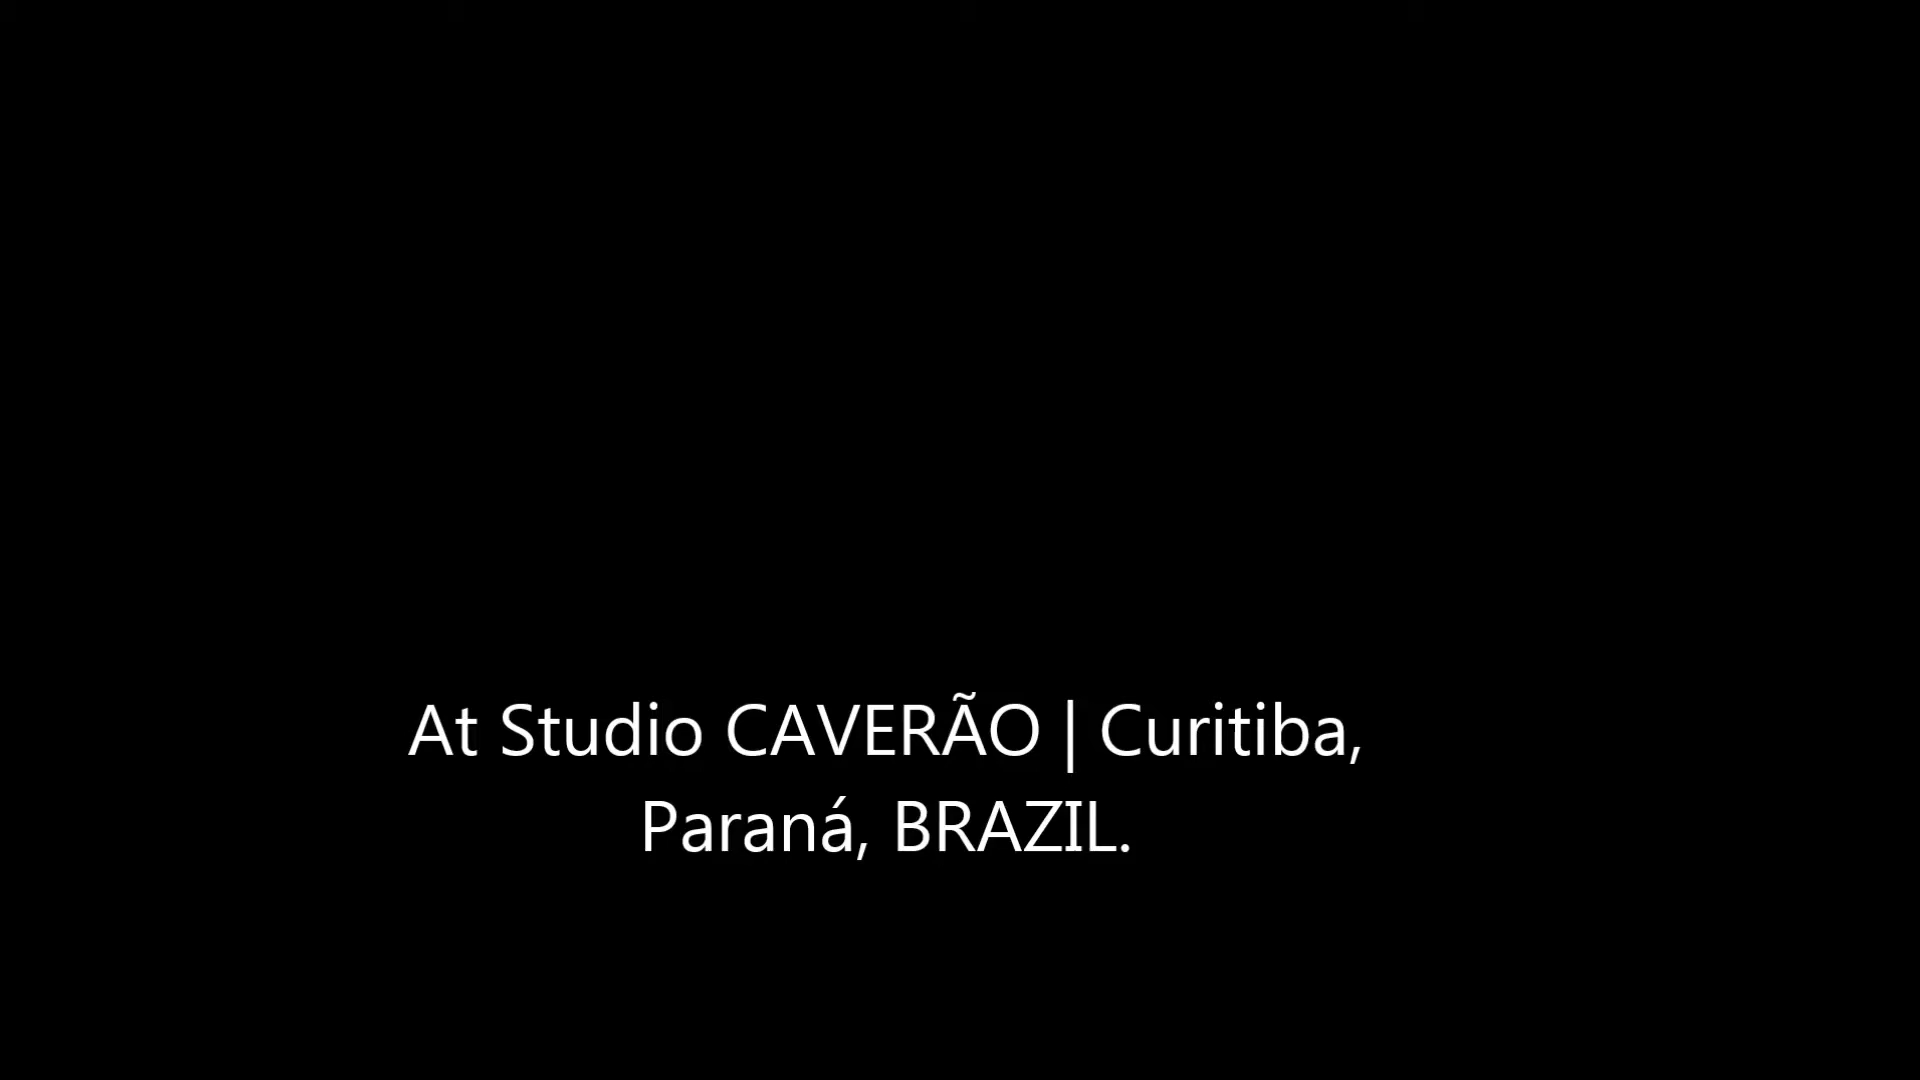 At Studio CAVERÃO | Curitiba,
Paraná, BRAZIL.